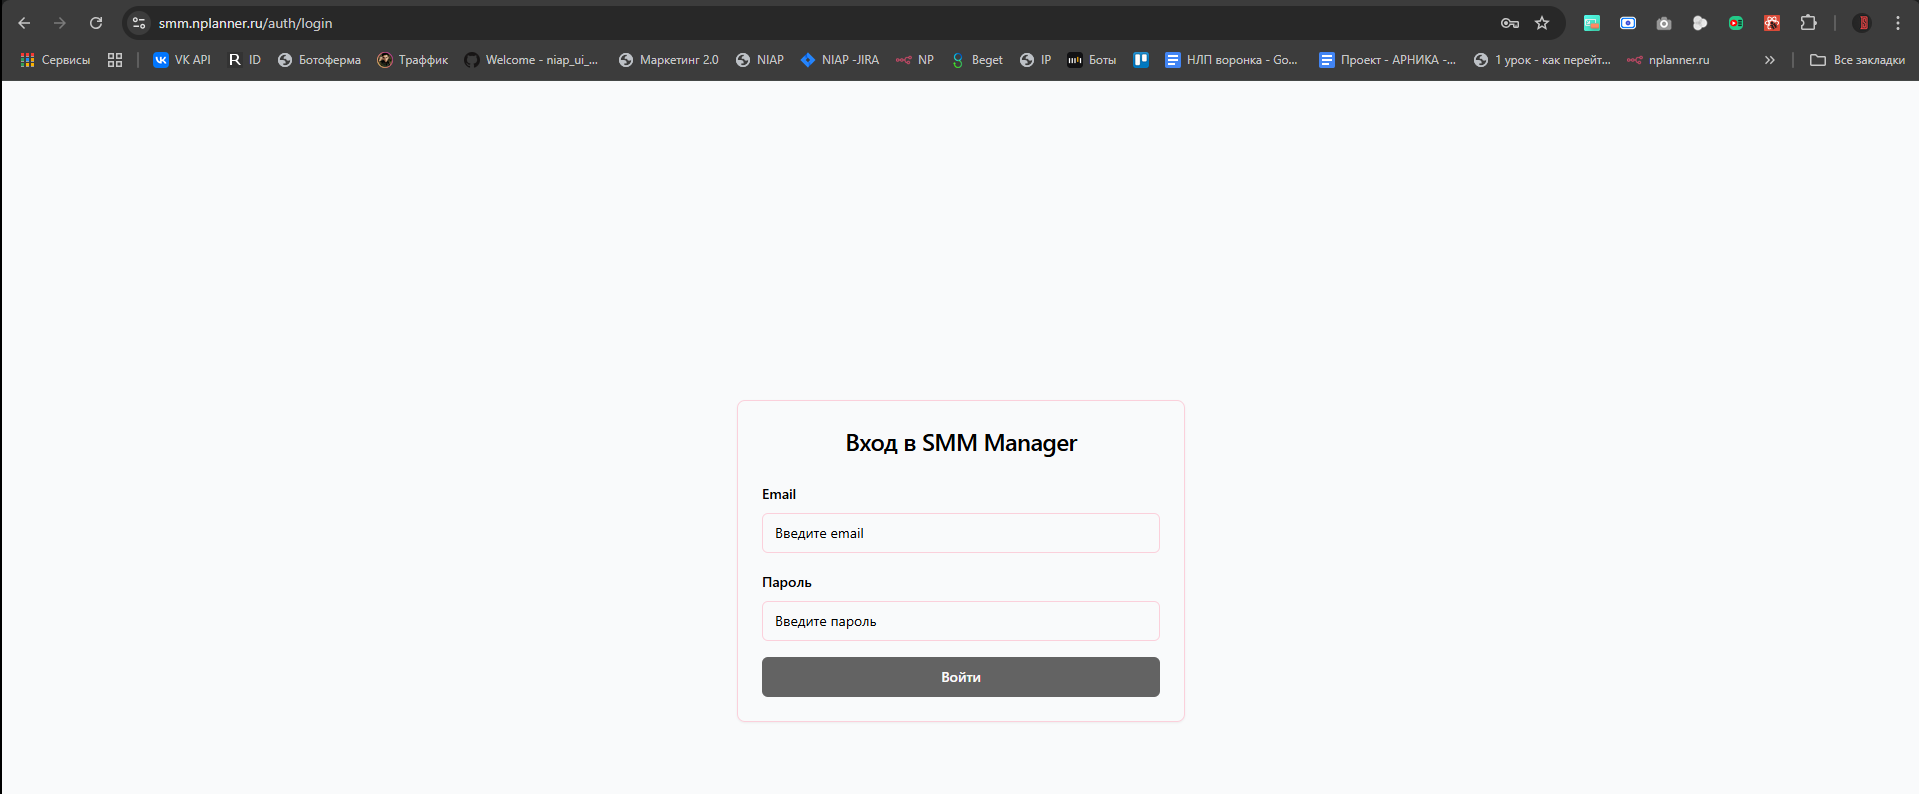 smm.nplanner.ru/auth/login
Сервисы VK API ID Ботоферма Траффик Welcome - niap_ui_... Маркетинг 2.0 NIAP NIAP -JIRA NP Beget IP Боты НЛП воронка - Go... Проект - АРНИКА -... 1 урок - как перейт... nplanner.ru Все закладки
Вход в SMM Manager
Email
Введите email
Пароль
Введите пароль
Войти